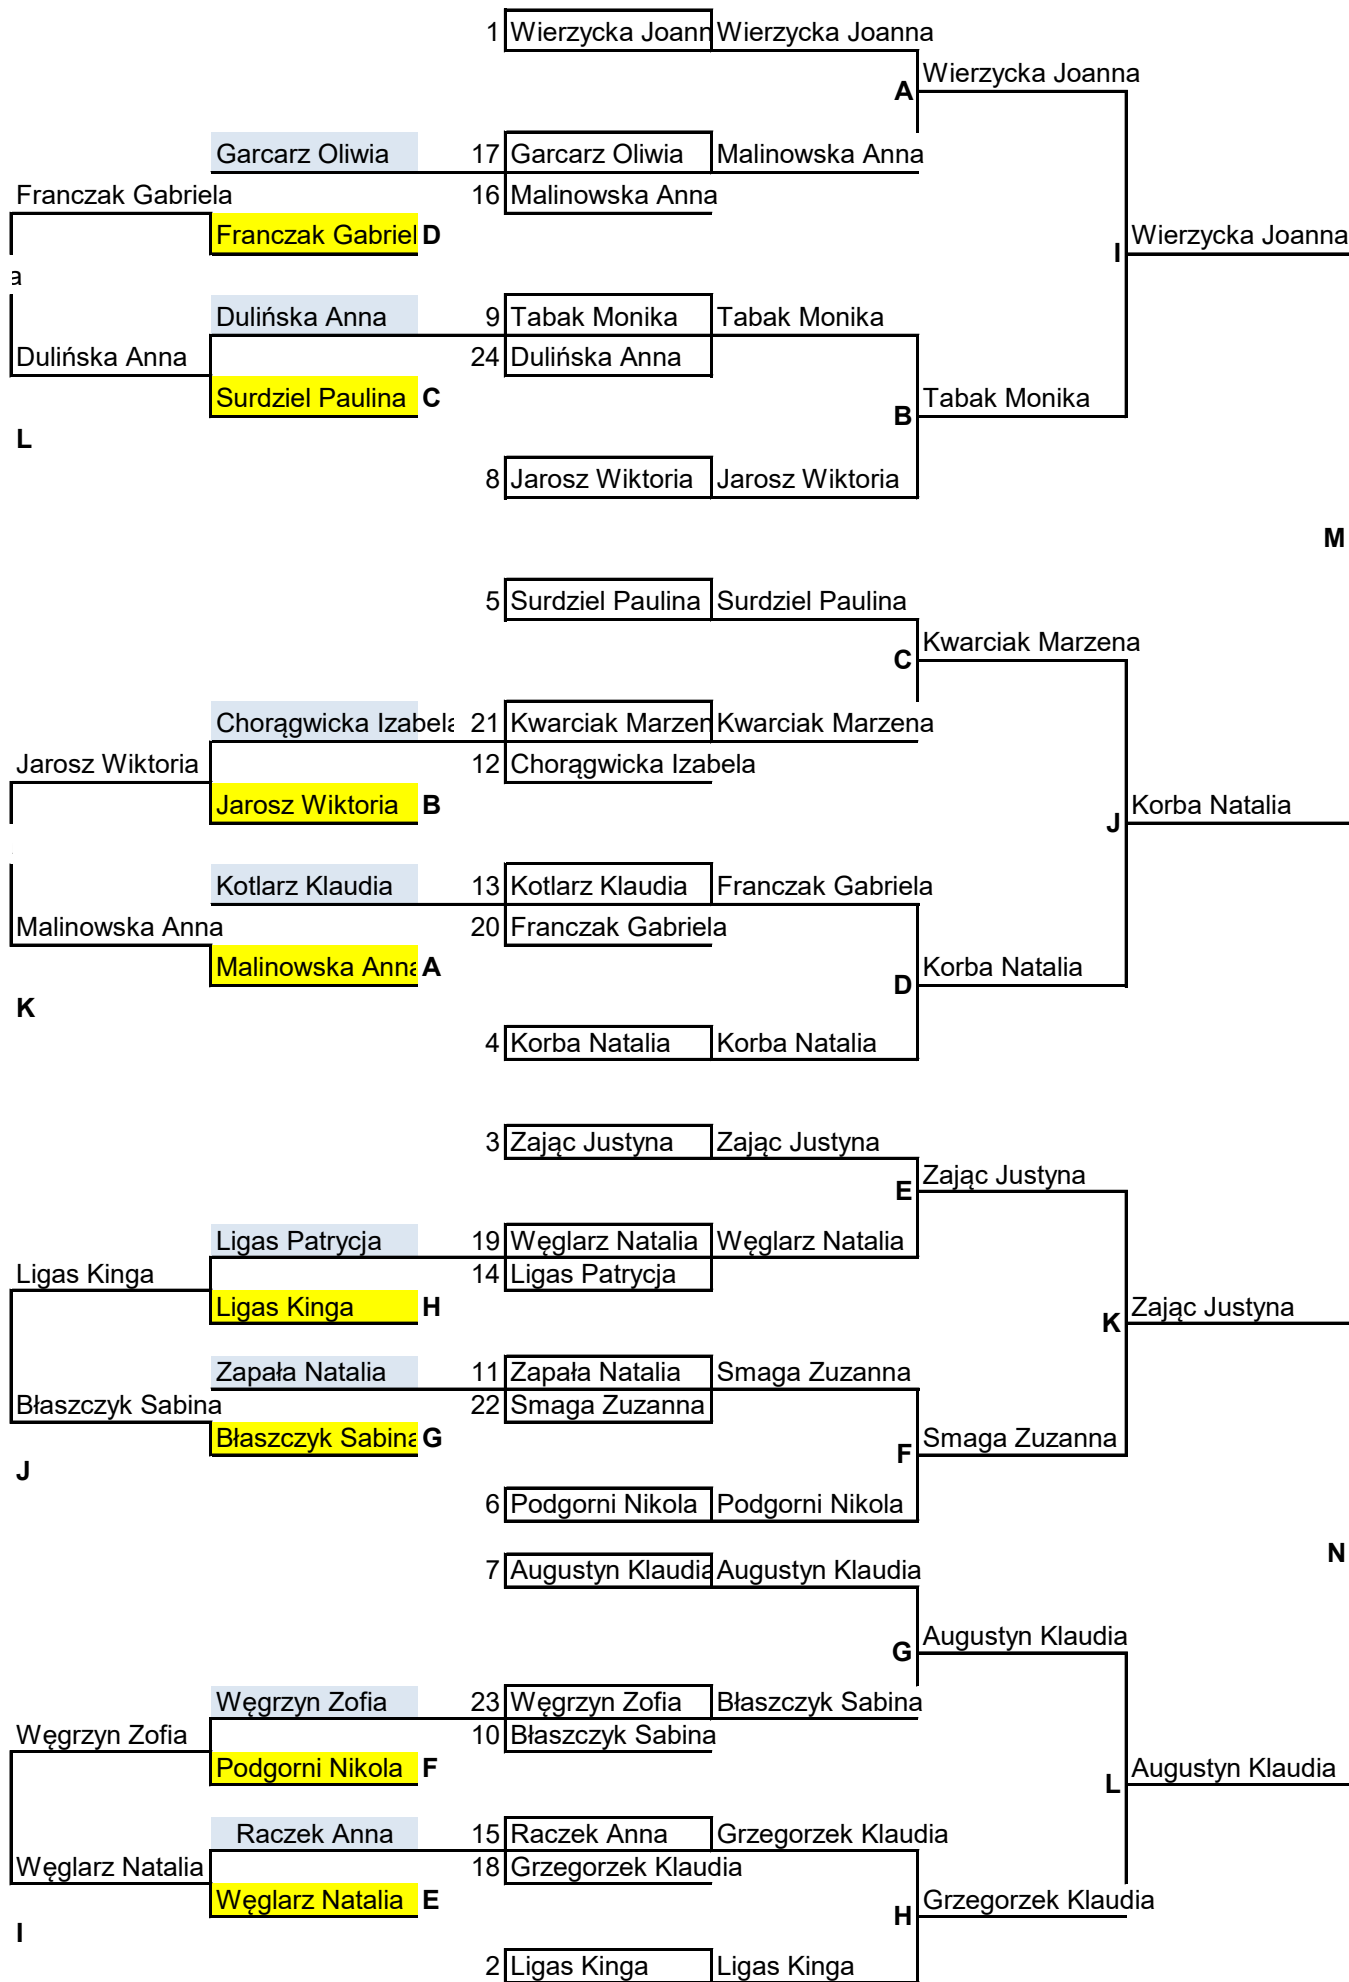 1 Wierzycka Joann Wierzycka Joanna
Wierzycka Joanna
A
Garcarz Oliwia 17 Garcarz Oliwia Malinowska Anna
Franczak Gabriela 16 Malinowska Anna
Franczak Gabriel D Wierzycka Joanna
I
a
Dulińska Anna 9 Tabak Monika Tabak Monika
Dulińska Anna 24 Dulińska Anna
Surdziel Paulina C Tabak Monika
B
L
8 Jarosz Wiktoria Jarosz Wiktoria
M
5 Surdziel Paulina Surdziel Paulina
Kwarciak Marzena
C
Chorągwicka Izabela 21 Kwarciak Marzen Kwarciak Marzena
Jarosz Wiktoria 12 Chorągwicka Izabela
Jarosz Wiktoria B Korba Natalia
J
Kotlarz Klaudia 13 Kotlarz Klaudia Franczak Gabriela
Malinowska Anna 20 Franczak Gabriela
Malinowska Anna A Korba Natalia
D
K
4 Korba Natalia Korba Natalia
3 Zając Justyna Zając Justyna
Zając Justyna
E
Ligas Patrycja 19 Węglarz Natalia Węglarz Natalia
Ligas Kinga 14 Ligas Patrycja
Ligas Kinga H Zając Justyna
K
Zapała Natalia 11 Zapała Natalia Smaga Zuzanna
Błaszczyk Sabina 22 Smaga Zuzanna
Błaszczyk Sabina G Smaga Zuzanna
F
J
6 Podgorni Nikola Podgorni Nikola
N
7 Augustyn Klaudia Augustyn Klaudia
Augustyn Klaudia
G
Węgrzyn Zofia 23 Węgrzyn Zofia Błaszczyk Sabina
Węgrzyn Zofia 10 Błaszczyk Sabina
Podgorni Nikola F Augustyn Klaudia
L
Raczek Anna 15 Raczek Anna Grzegorzek Klaudia
Węglarz Natalia 18 Grzegorzek Klaudia
Węglarz Natalia E Grzegorzek Klaudia
H
I
2 Ligas Kinga Ligas Kinga